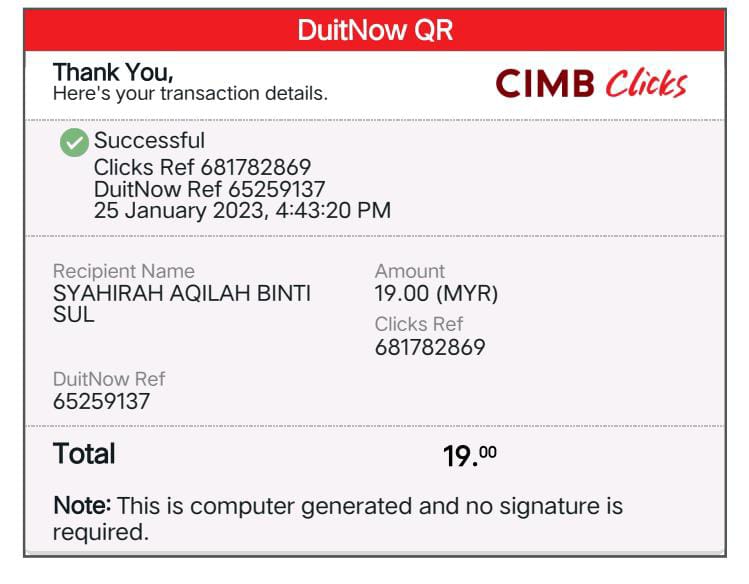 DuitNow QR
Thank You,
Here's your transaction details.
CIMB Clicks
Successful
Clicks Ref 681782869
DuitNow Ref 65259137
25 January 2023, 4:43:20 PM
Recipient Name
SYAHIRAH AQILAH BINTI
SUL
Amount
19.00 (MYR)
Clicks Ref
681782869
DuitNow Ref
65259137
Total 19.00
Note: This is computer generated and no signature is
required.